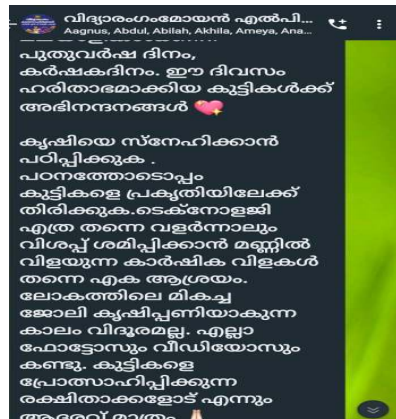 വിദ്യാരംഗംമോയൻ എൽപി...
Aagnus, Abdul, Abilah, Akhila, Ameya, Ana...
പുതുവർഷ ദിനം,
കർഷകദിനം. ഈ ദിവസം
ഹരിതാഭമാക്കിയ കുട്ടികൾക്ക്
അഭിനന്ദനങ്ങൾ 💖
കൃഷിയെ സ്നേഹിക്കാൻ
പഠിപ്പിക്കുക .
പഠനത്തോടൊപ്പം
കുട്ടികളെ പ്രകൃതിയിലേക്ക്
തിരിക്കുക.ടെക്നോളജി
എത്ര തന്നെ വളർന്നാലും
വിശപ്പ് ശമിപ്പിക്കാൻ മണ്ണിൽ
വിളയുന്ന കാർഷിക വിളകൾ
തന്നെ ഏക ആശ്രയം.
ലോകത്തിലെ മികച്ച
ജോലി കൃഷിപ്പണിയാകുന്ന
കാലം വിദൂരമല്ല. എല്ലാ
ഫോട്ടോസും വീഡിയോസും
കണ്ടു. കുട്ടികളെ
പ്രോത്സാഹിപ്പിക്കുന്ന
രക്ഷിതാക്കളോട് എന്നും
ആദരവ് മാത്രം 🙏🏻